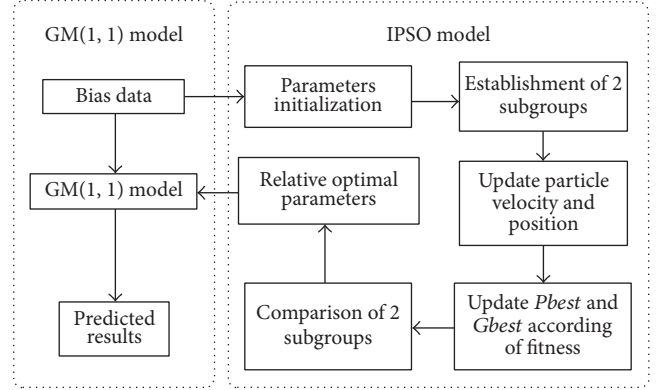 GM(1, 1) model
Bias data
GM(1, 1) model
Predicted
results
IPSO model
Parameters
initialization
Establishment of 2
subgroups
Update particle
velocity and
position
Update Pbest and
Gbest according
of fitness
Comparison of 2
subgroups
Relative optimal
parameters